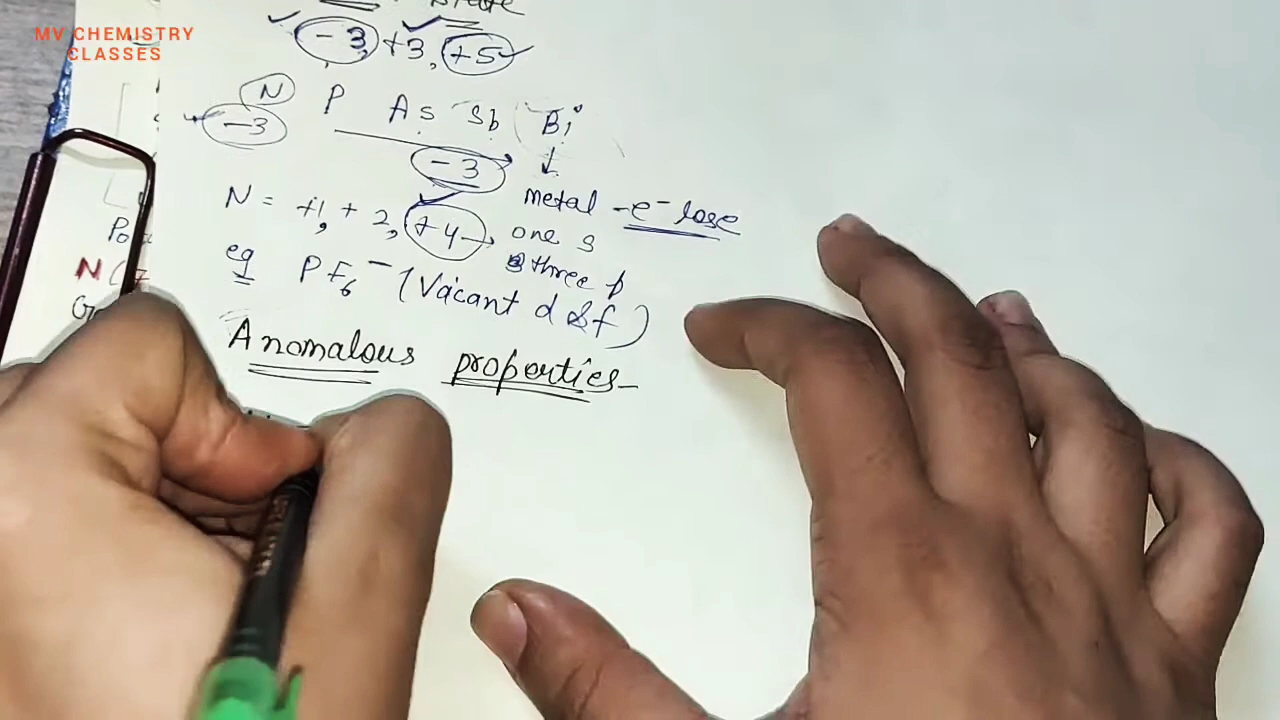 MV CHEMISTRY
CLASSES
State
-3, +3, +5
N P As Sb Bi
-3
-3
N = +1, + 2, +4 → metal -e⁻ lose
one s
three p
eg PF₆⁻ (Vacant d & f)
Anomalous properties-
N